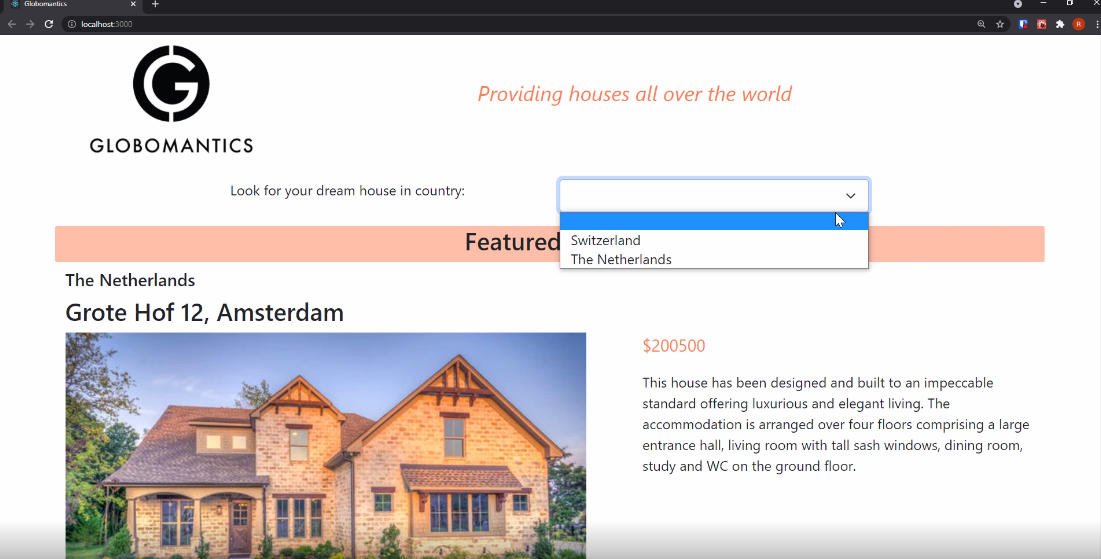 Globomantics
localhost:3000
R
GLOBOMANTICS
Providing houses all over the world
Look for your dream house in country:
Switzerland
The Netherlands
Featured
The Netherlands
Grote Hof 12, Amsterdam
$200500
This house has been designed and built to an impeccable
standard offering luxurious and elegant living. The
accommodation is arranged over four floors comprising a large
entrance hall, living room with tall sash windows, dining room,
study and WC on the ground floor.